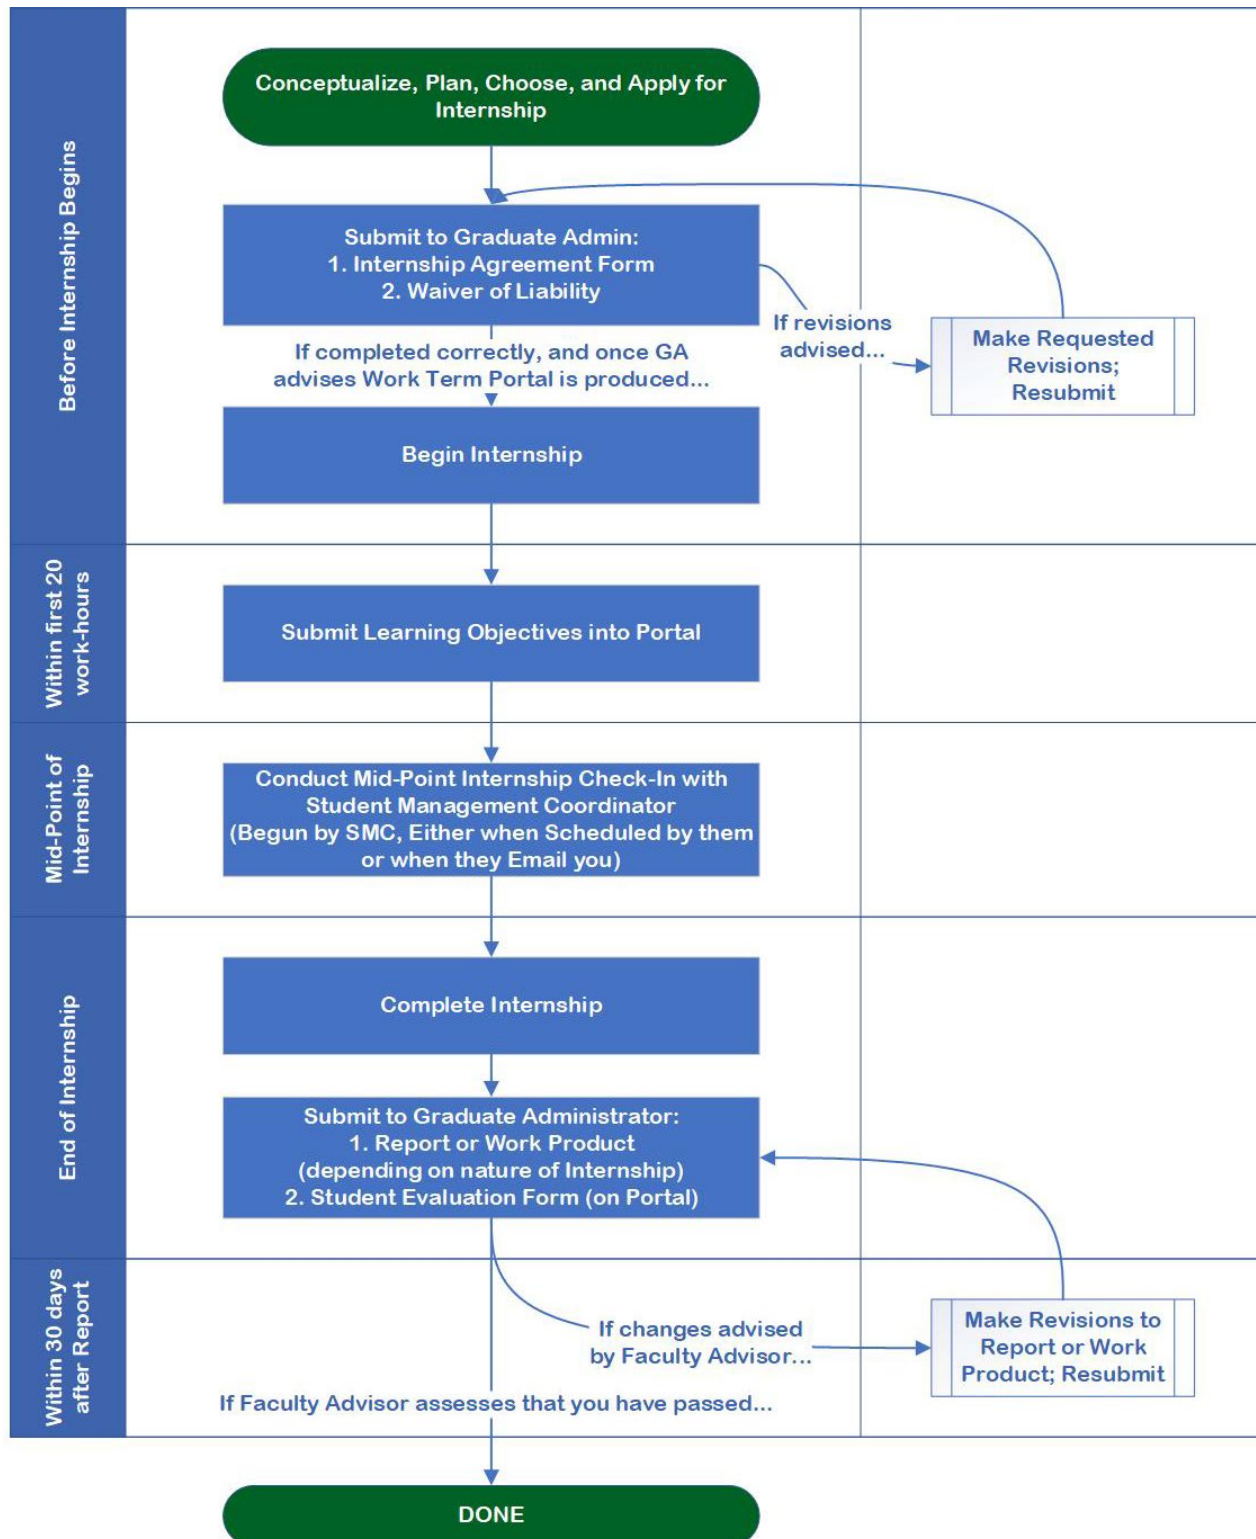 Before Internship Begins
Conceptualize, Plan, Choose, and Apply for
Internship
Submit to Graduate Admin:
1. Internship Agreement Form
2. Waiver of Liability
If revisions
advised...
Make Requested
Revisions;
Resubmit
If completed correctly, and once GA
advises Work Term Portal is produced...
Begin Internship
Within first 20
work-hours
Submit Learning Objectives into Portal
Mid-Point of
Internship
Conduct Mid-Point Internship Check-In with
Student Management Coordinator
(Begun by SMC, Either when Scheduled by them
or when they Email you)
End of Internship
Complete Internship
Submit to Graduate Administrator:
1. Report or Work Product
(depending on nature of Internship)
2. Student Evaluation Form (on Portal)
Within 30 days
after Report
If changes advised
by Faculty Advisor...
Make Revisions to
Report or Work
Product; Resubmit
If Faculty Advisor assesses that you have passed...
DONE